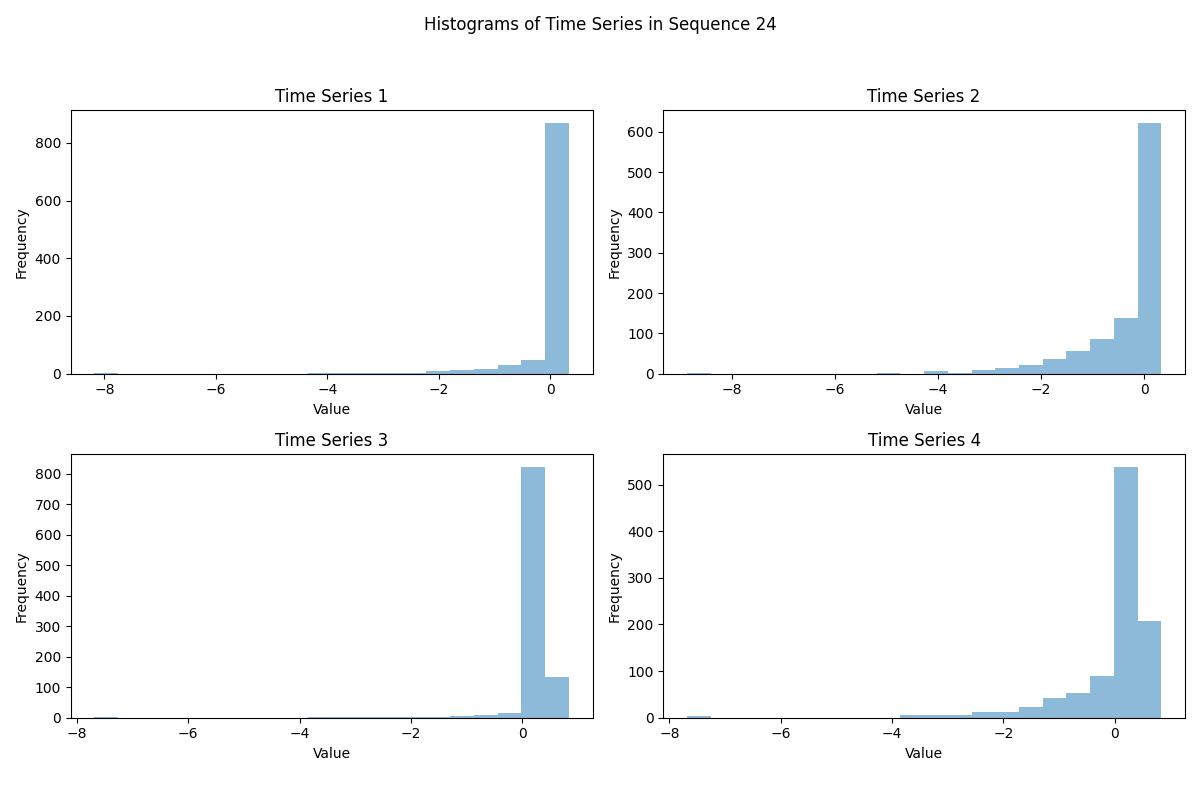 Histograms of Time Series in Sequence 24
Time Series 1
Frequency
800
600
400
200
0
−8 −6 −4 −2 0
Value
Time Series 2
Frequency
600
500
400
300
200
100
0
−8 −6 −4 −2 0
Value
Time Series 3
Frequency
800
700
600
500
400
300
200
100
0
−8 −6 −4 −2 0
Value
Time Series 4
Frequency
500
400
300
200
100
0
−8 −6 −4 −2 0
Value